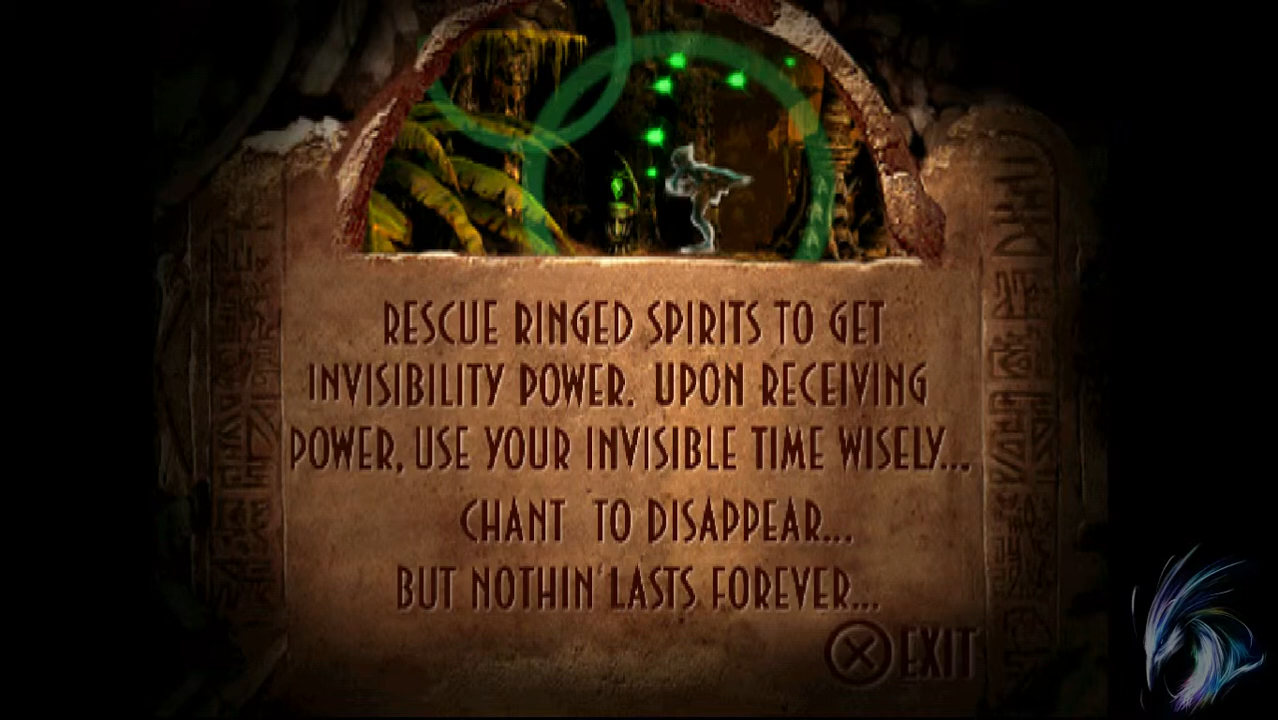 RESCUE RINGED SPIRITS TO GET
INVISIBILITY POWER. UPON RECEIVING
POWER, USE YOUR INVISIBLE TIME WISELY...
CHANT TO DISAPPEAR...
BUT NOTHIN' LASTS FOREVER...
EXIT